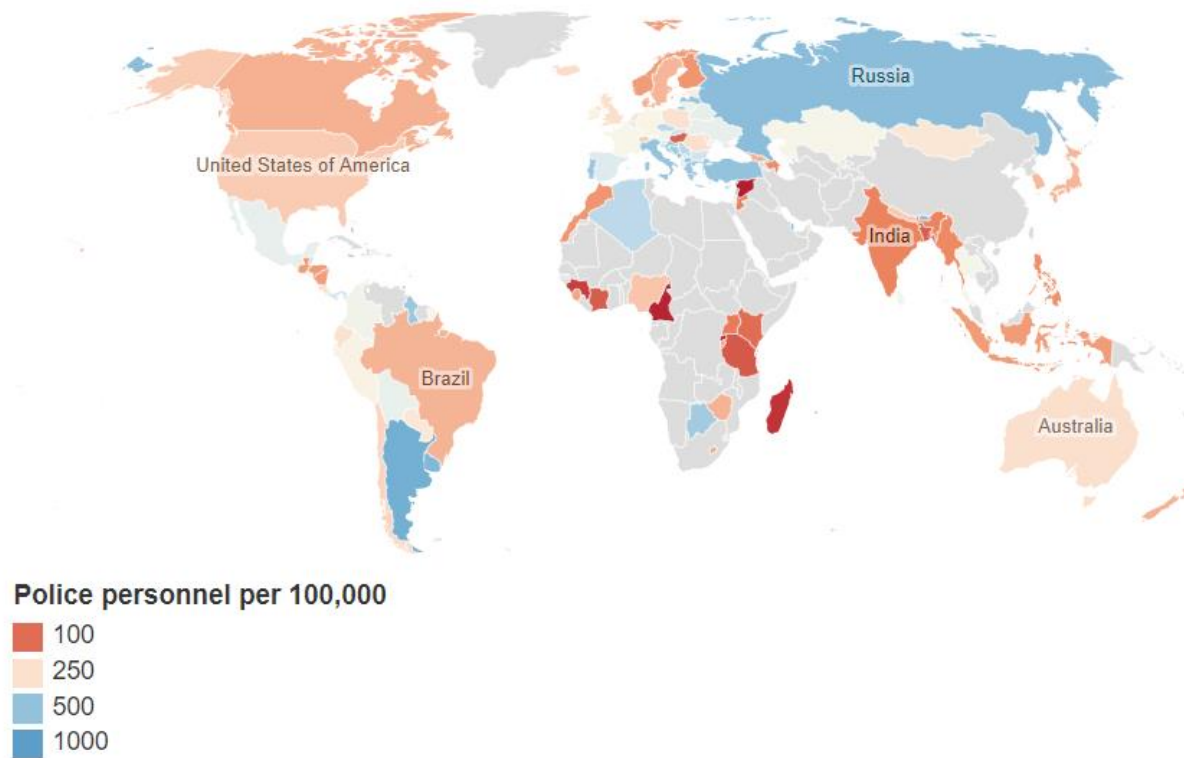 Russia
United States of America
India
Brazil
Australia
Police personnel per 100,000
100
250
500
1000